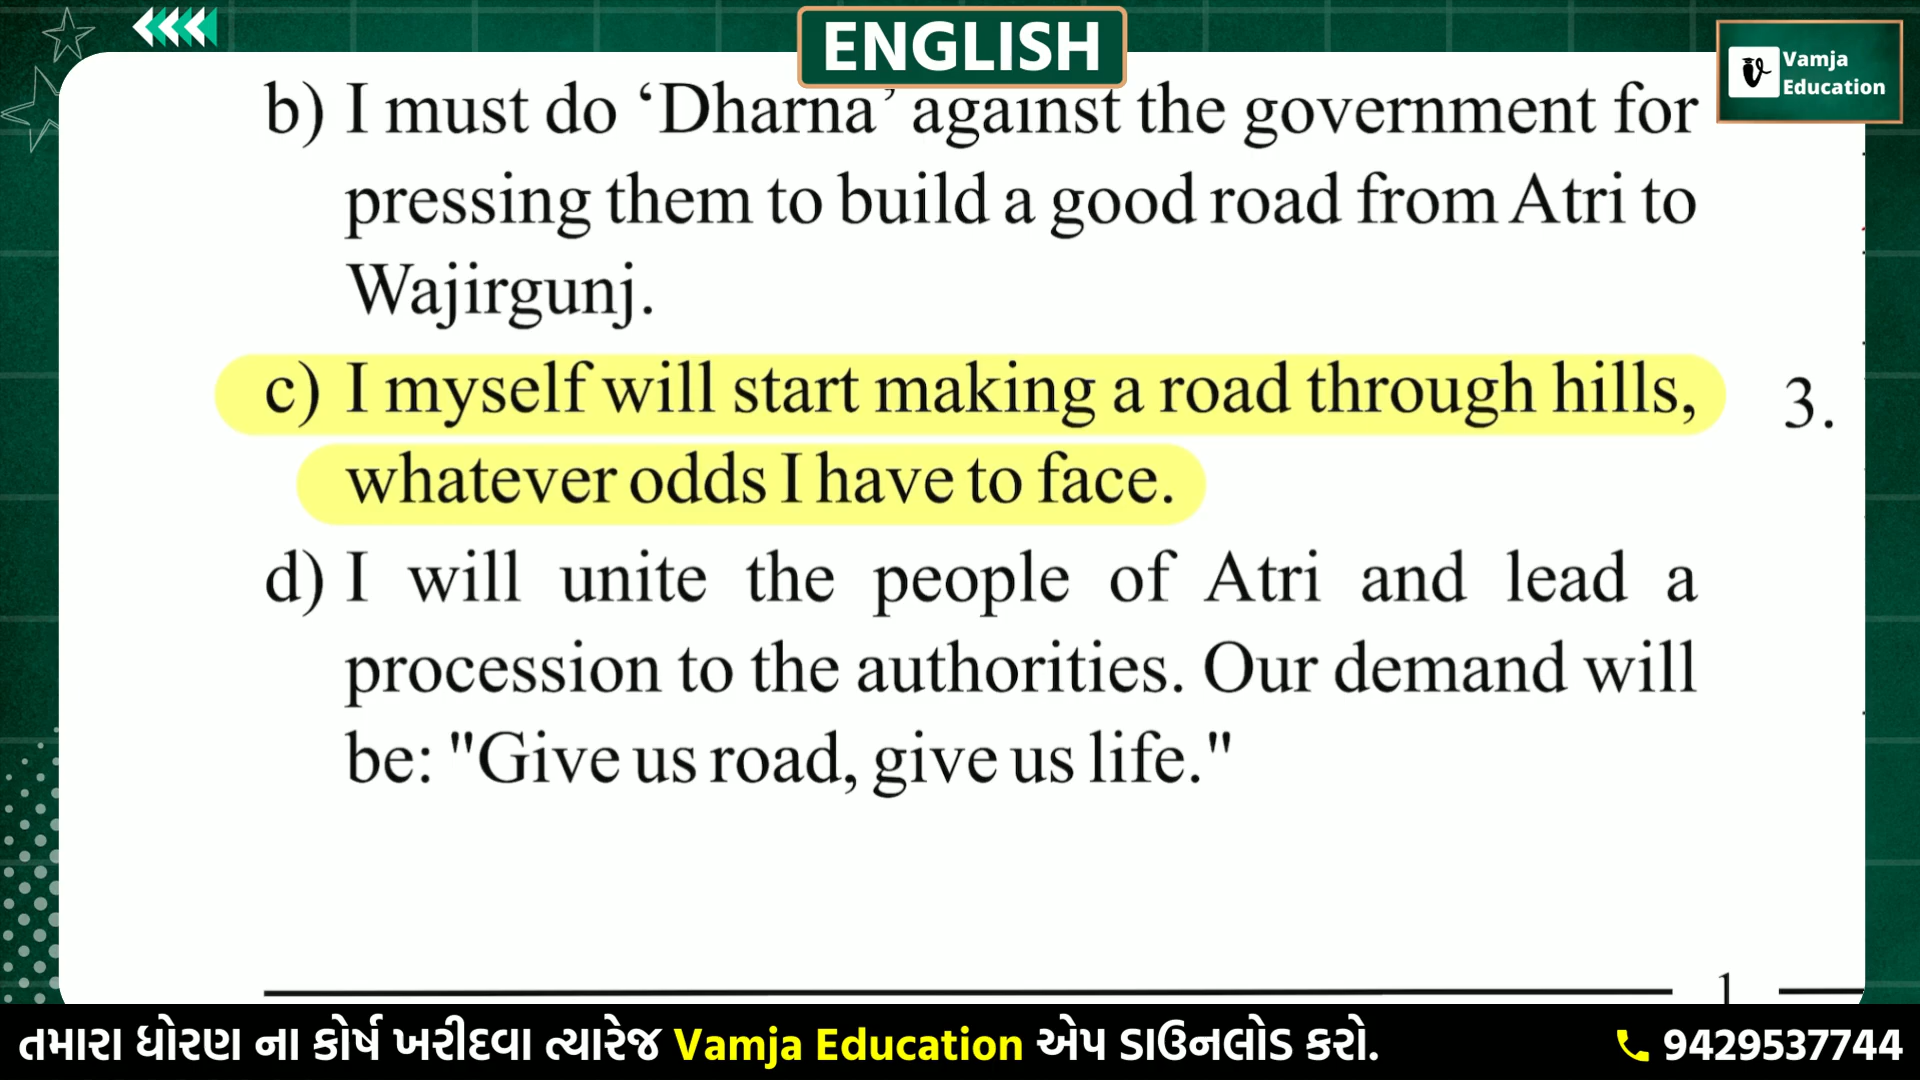 ENGLISH
Vamja
Education
b) I must do ‘Dharna’ against the government for
pressing them to build a good road from Atri to
Wajirgunj.
c) I myself will start making a road through hills,
whatever odds I have to face.
3.
d) I will unite the people of Atri and lead a
procession to the authorities. Our demand will
be: "Give us road, give us life."
1
તમારા ધોરણ ના કોર્ષ ખરીદવા ત્યારેજ Vamja Education એપ ડાઉનલોડ કરો.
9429537744